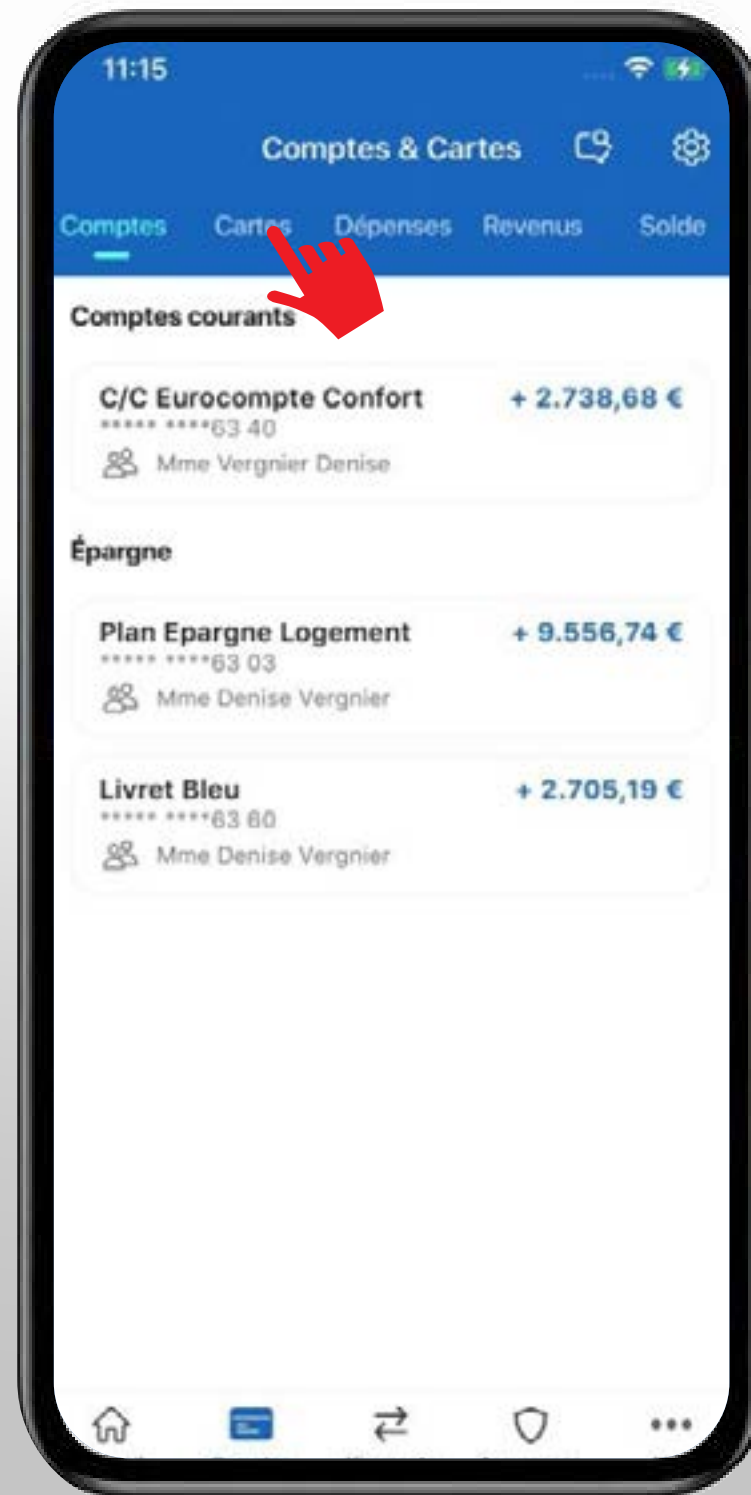 11:15
Comptes & Cartes
Comptes Cartes Dépenses Revenus Solde
Comptes courants
C/C Eurocompte Confort + 2.738,68 €
***** ****63 40
Mme Vergnier Denise
Épargne
Plan Epargne Logement + 9.556,74 €
***** ****63 03
Mme Denise Vergnier
Livret Bleu + 2.705,19 €
***** ****63 60
Mme Denise Vergnier